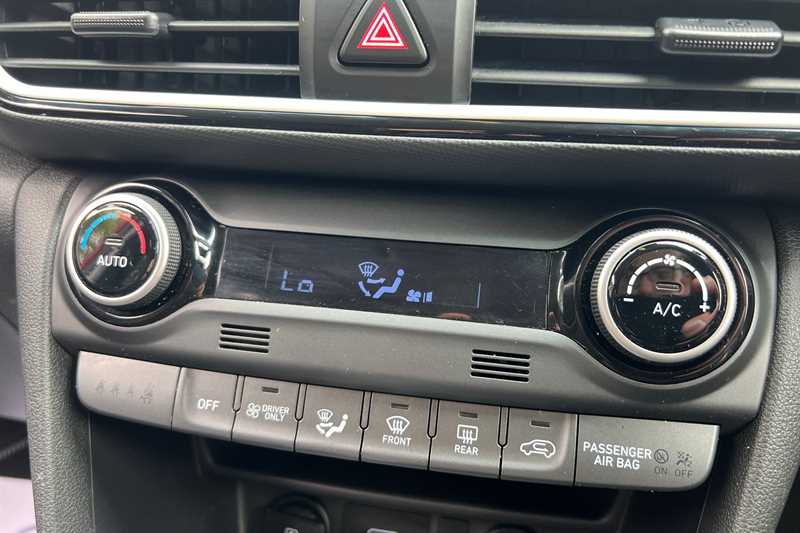 AUTO
Lo
A/C
- +
OFF
DRIVER
ONLY
FRONT
REAR
PASSENGER
AIR BAG
ON OFF